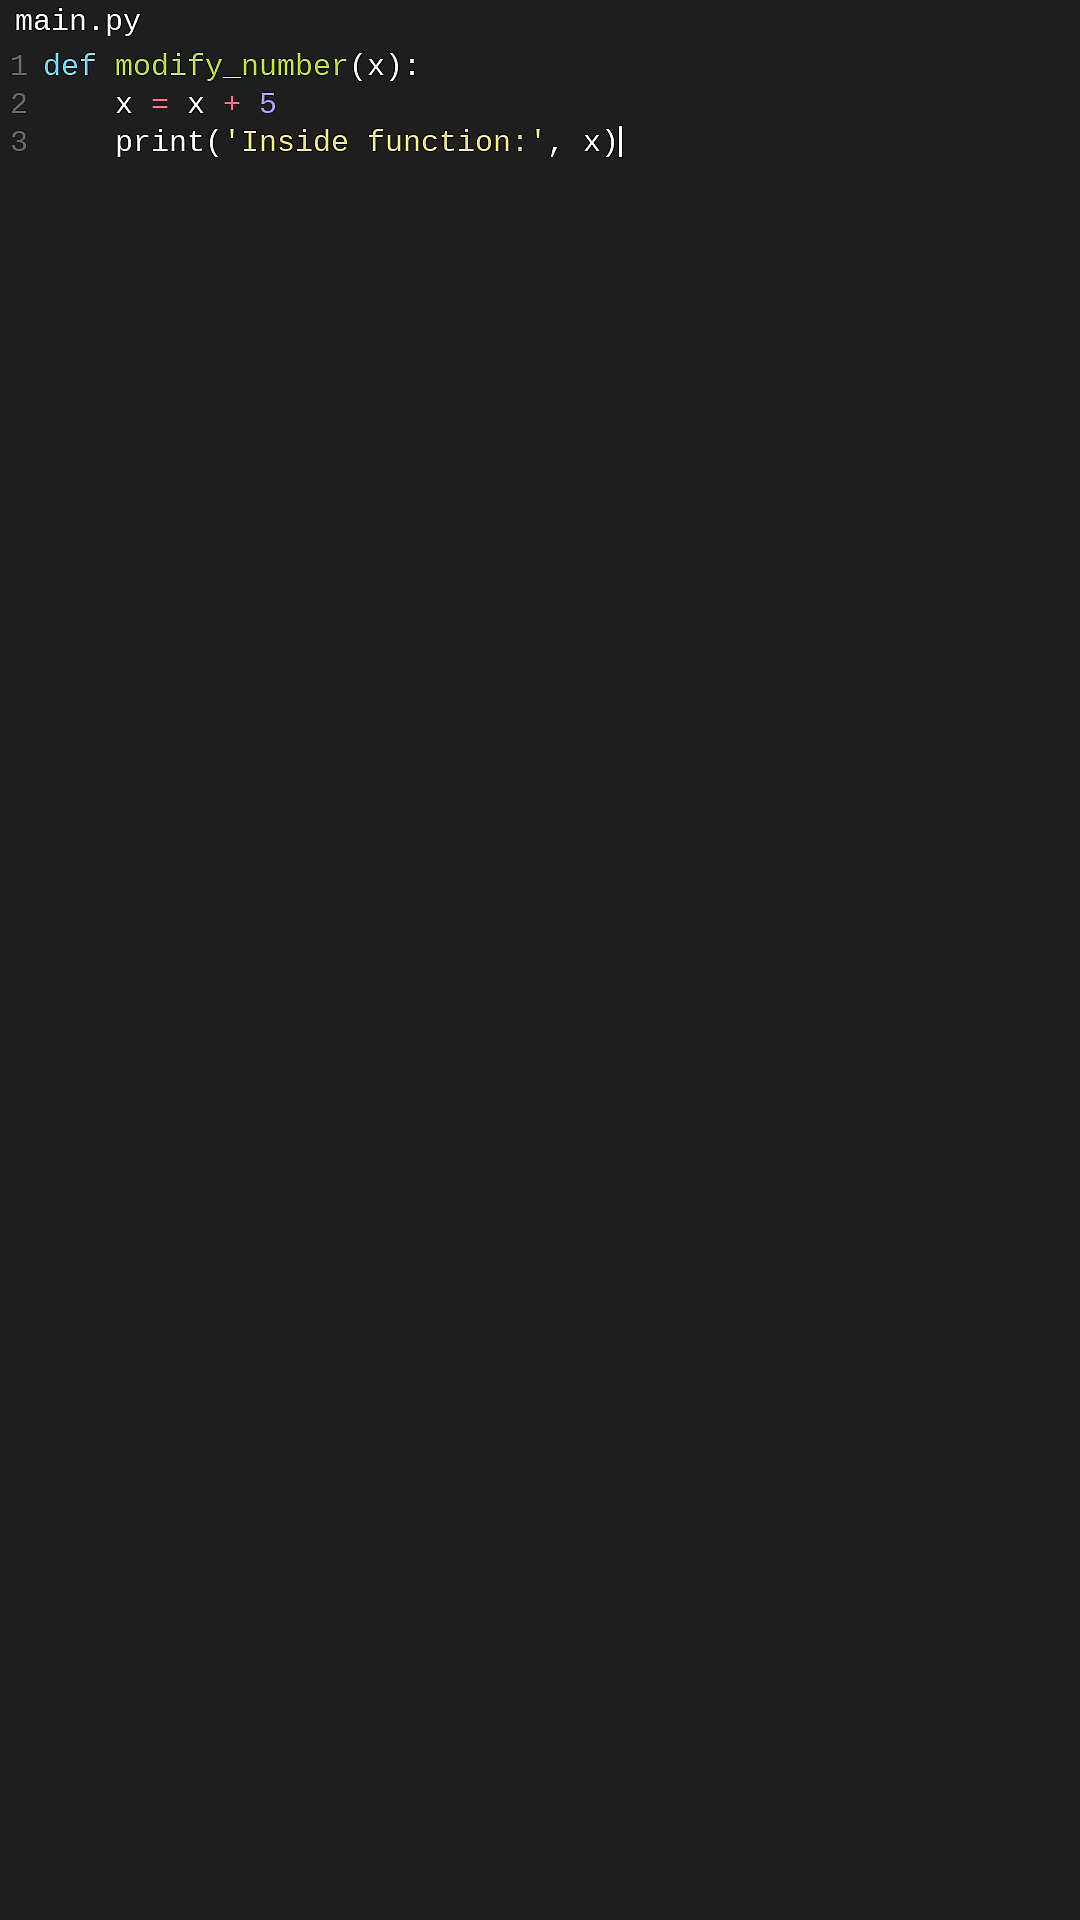 main.py
1 def modify_number(x):
2     x = x + 5
3     print('Inside function:', x)